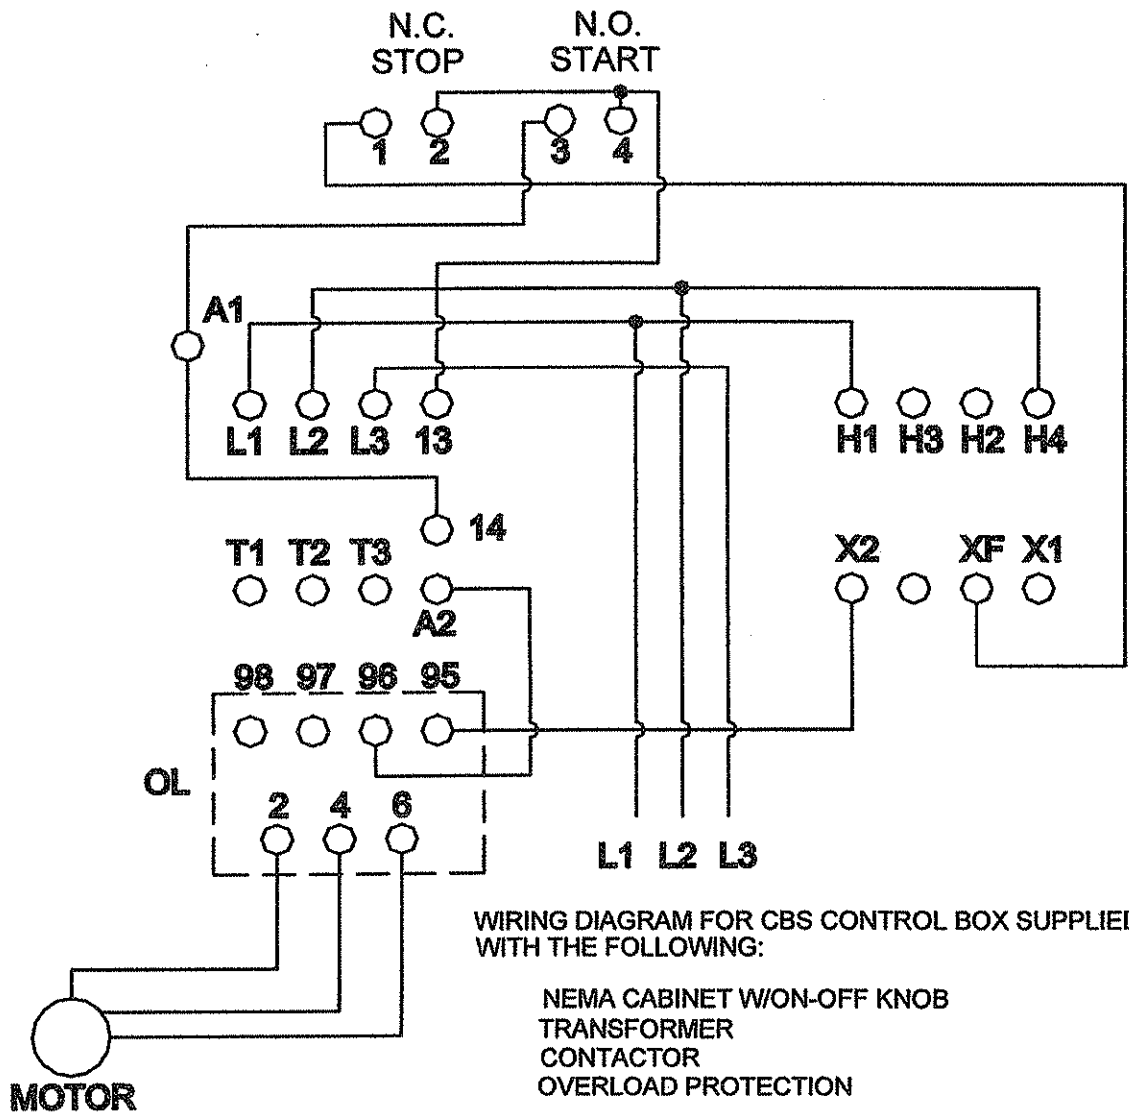 N.C. N.O.
STOP START
1 2 3 4
A1
L1 L2 L3 13 H1 H3 H2 H4
14
T1 T2 T3 X2 XF X1
A2
98 97 96 95
OL
2 4 6
L1 L2 L3
WIRING DIAGRAM FOR CBS CONTROL BOX SUPPLIE
WITH THE FOLLOWING:
NEMA CABINET W/ON-OFF KNOB
TRANSFORMER
CONTACTOR
OVERLOAD PROTECTION
MOTOR